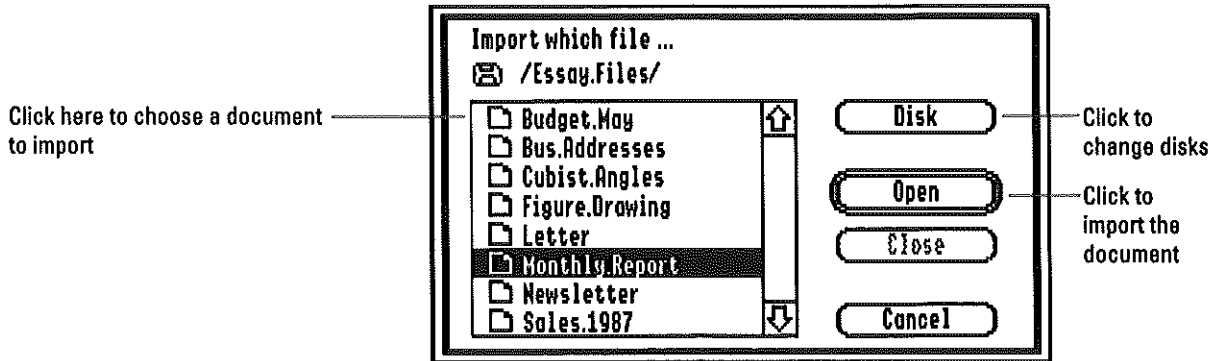 Import which file ...
/Essay.Files/
Click here to choose a document
to import
Budget.May
Bus.Addresses
Cubist.Angles
Figure.Drawing
Letter
Monthly.Report
Newsletter
Sales.1987
Disk
Open
Close
Cancel
Click to
change disks
Click to
import the
document